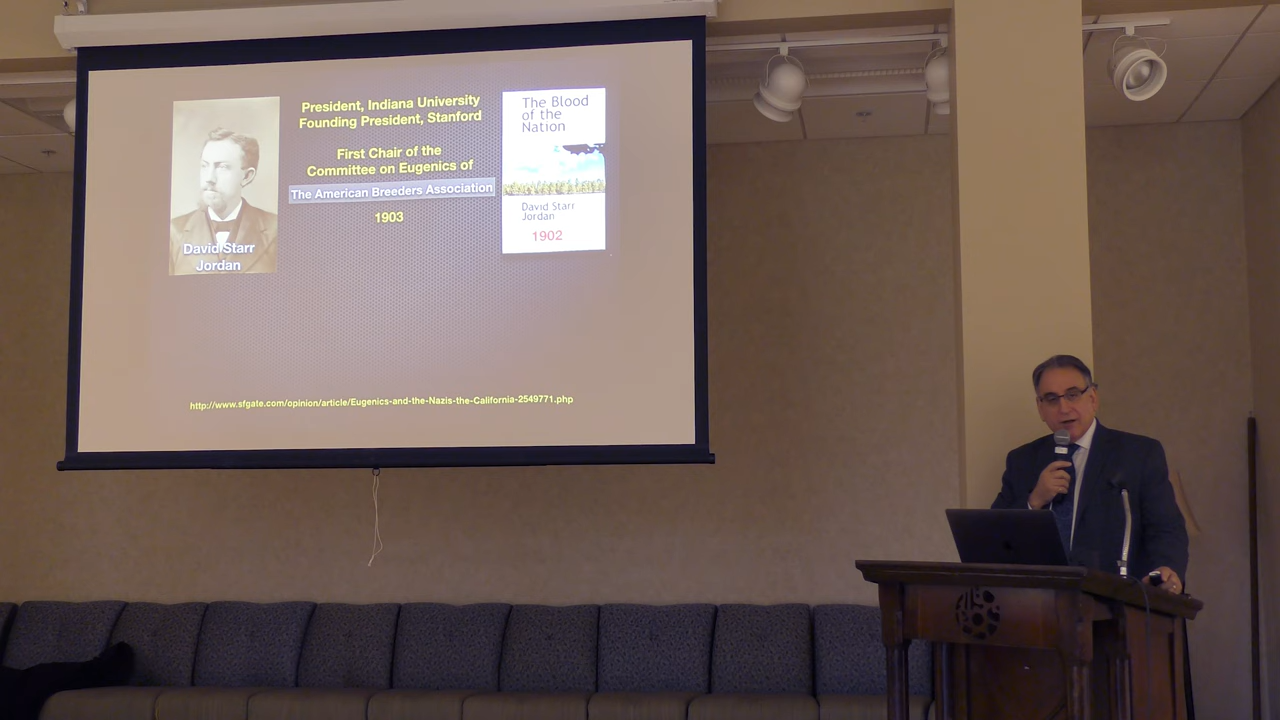 President, Indiana University
Founding President, Stanford
First Chair of the
Committee on Eugenics of
The American Breeders Association
1903
David Starr
Jordan
The Blood
of the
Nation
David Starr
Jordan
1902
http://www.sfgate.com/opinion/article/Eugenics-and-the-Nazis-the-California-2549771.php